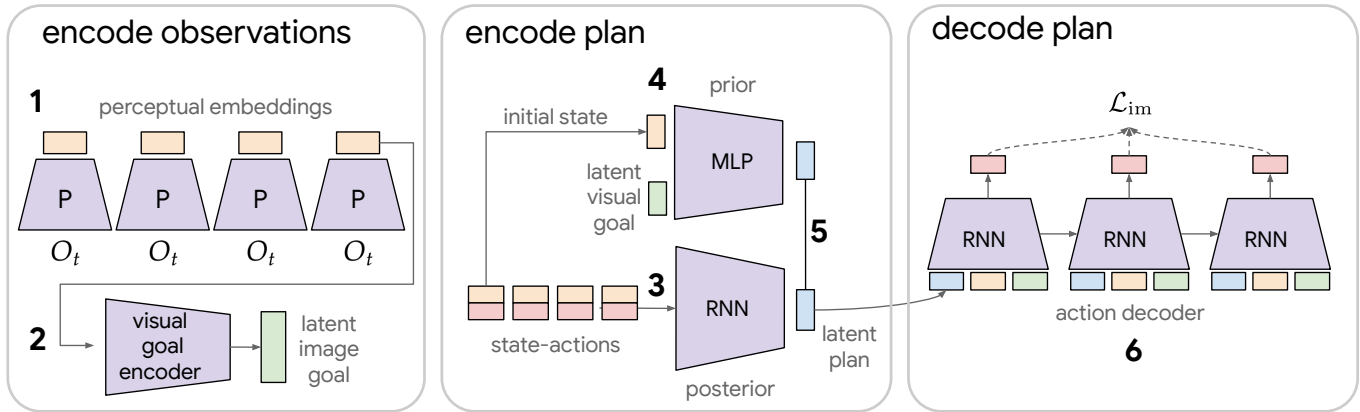 encode observations
1
perceptual embeddings
P P P P
O_t O_t O_t O_t
2
visual
goal
encoder
latent
image
goal
encode plan
4
prior
initial state
MLP
latent
visual
goal
5
3
RNN
state-actions
latent
plan
posterior
decode plan
ℒ_im
RNN RNN RNN
action decoder
6